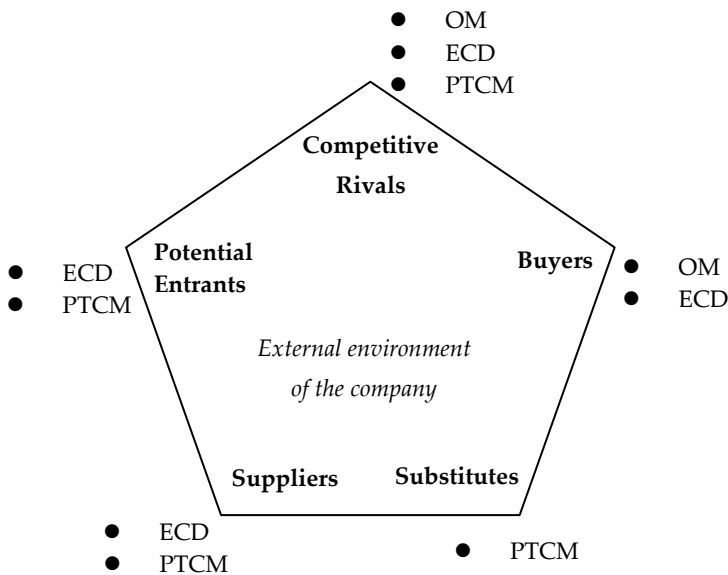 OM
ECD
PTCM
Competitive
Rivals
Potential
Entrants
ECD
PTCM
Buyers
OM
ECD
External environment
of the company
Suppliers
Substitutes
ECD
PTCM
PTCM